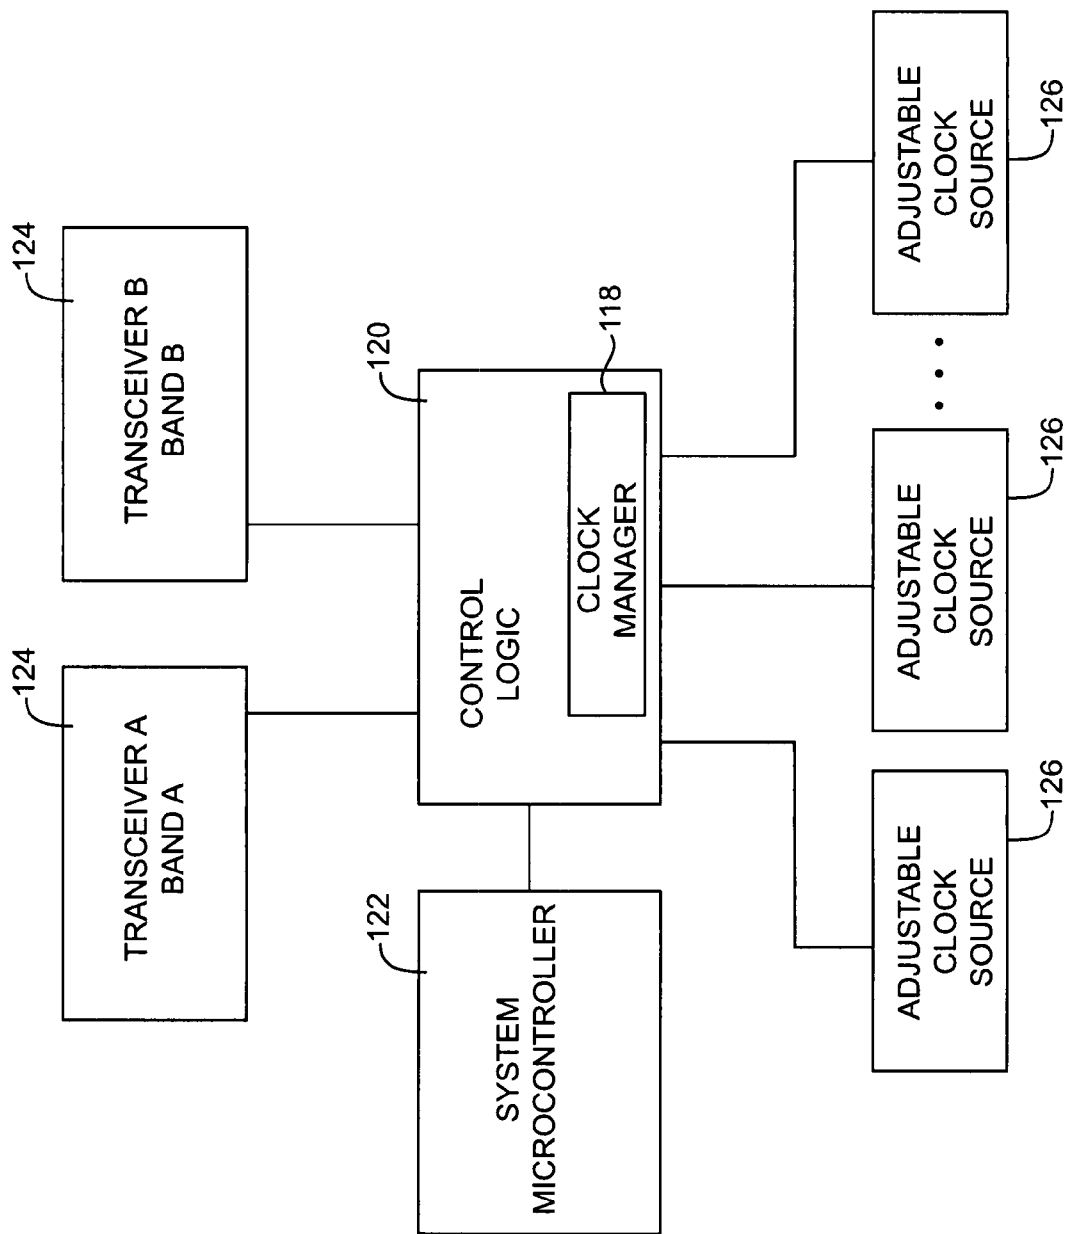 124
TRANSCEIVER A
BAND A
124
TRANSCEIVER B
BAND B
122
SYSTEM
MICROCONTROLLER
120
CONTROL
LOGIC
118
CLOCK
MANAGER
ADJUSTABLE
CLOCK
SOURCE
126
ADJUSTABLE
CLOCK
SOURCE
126
• • •
ADJUSTABLE
CLOCK
SOURCE
126